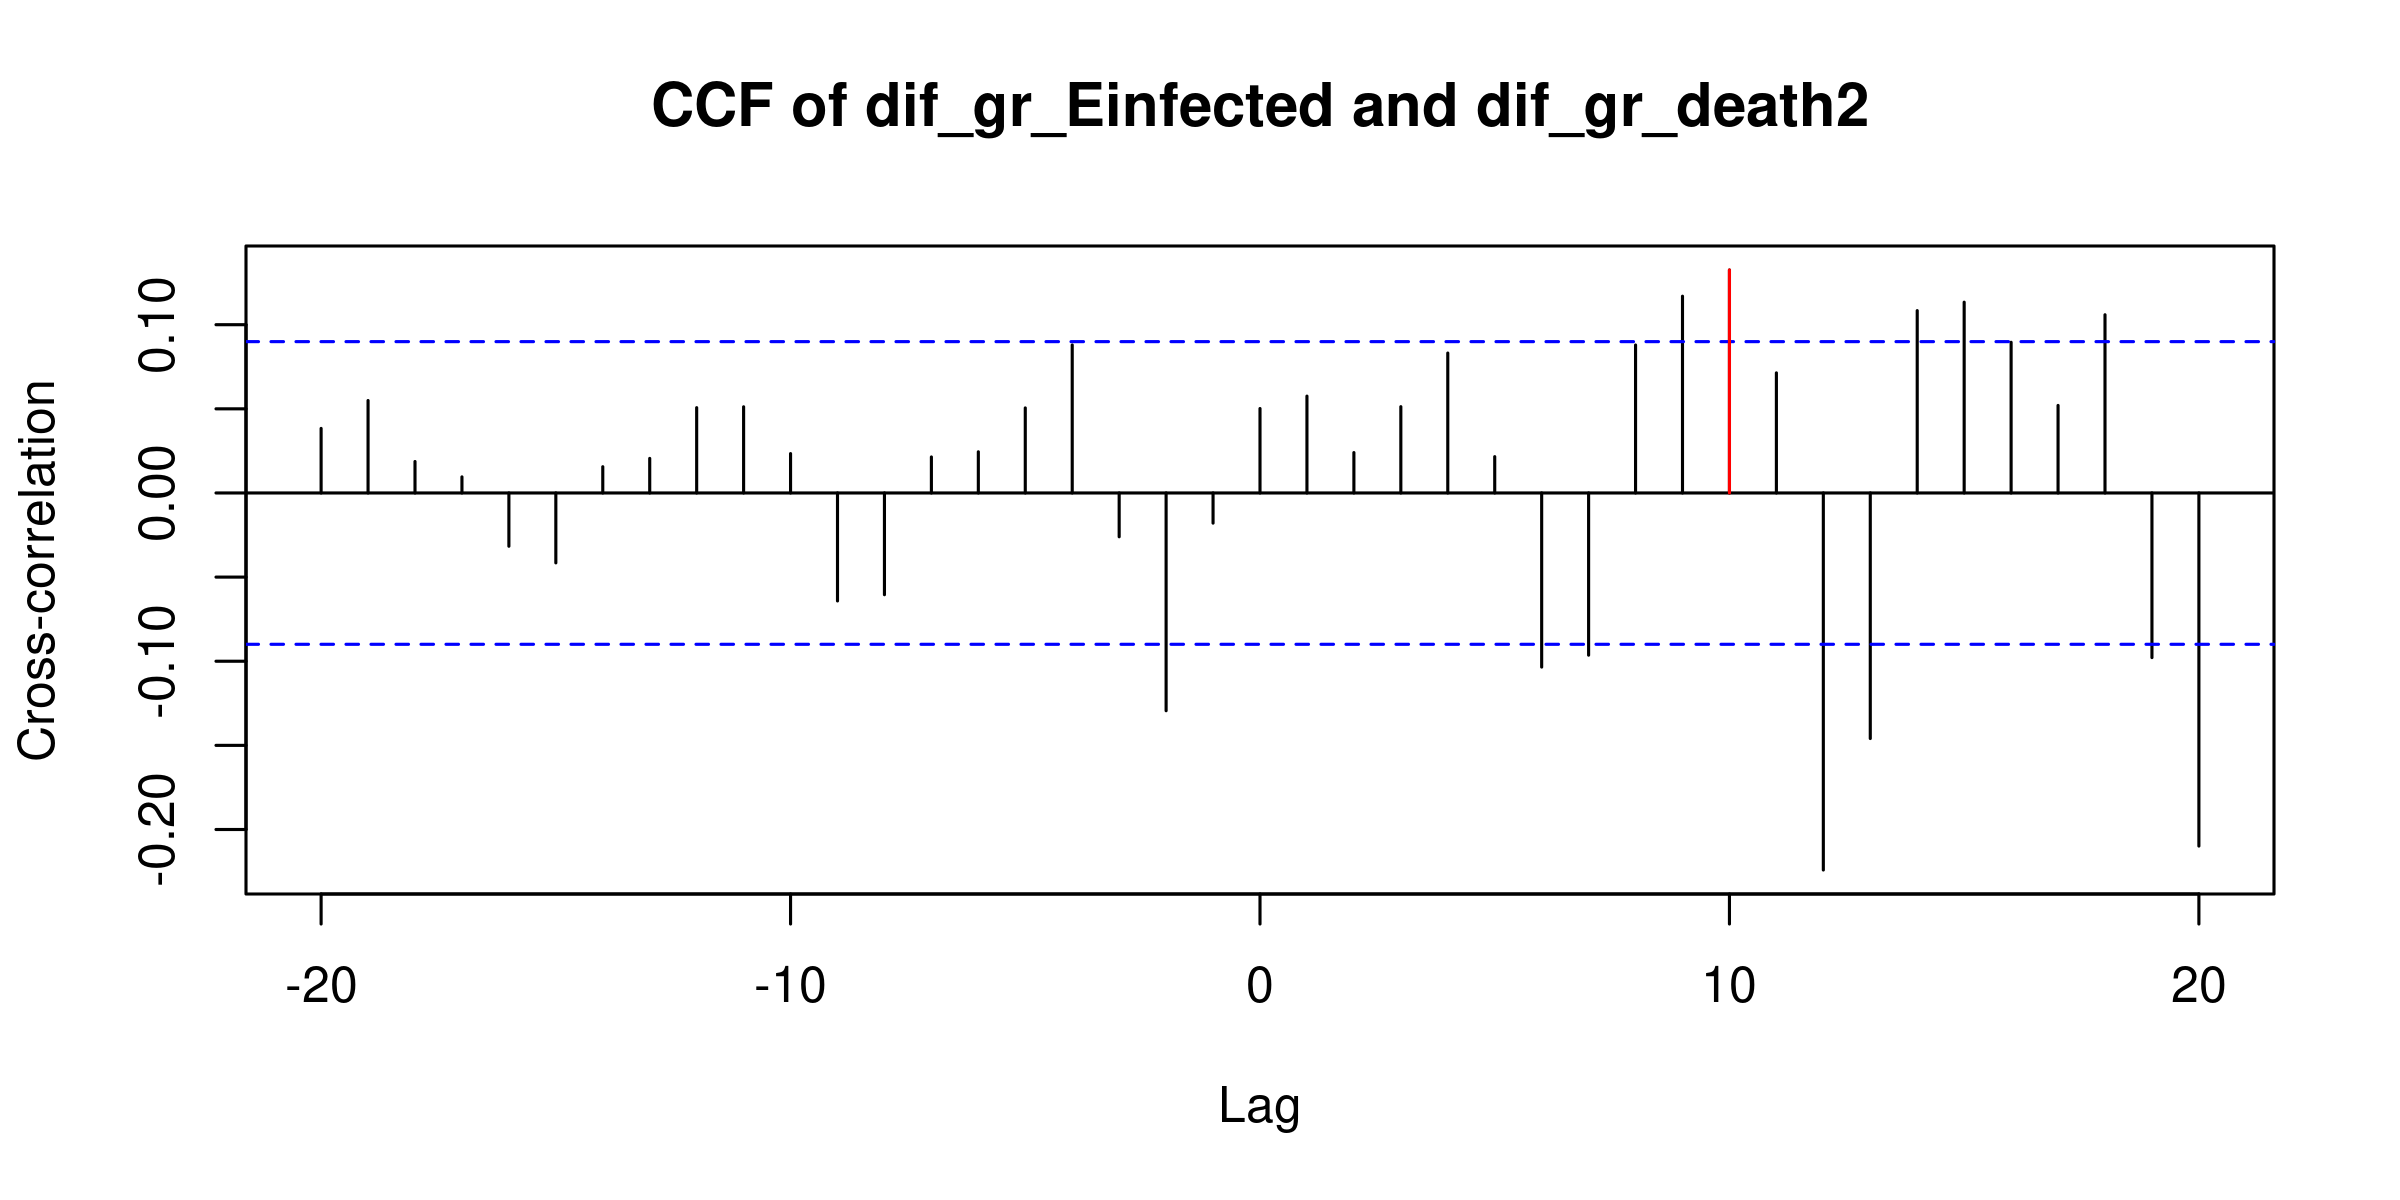 CCF of dif_gr_Einfected and dif_gr_death2
Cross-correlation
0.10
0.00
-0.10
-0.20
-20 -10 0 10 20
Lag